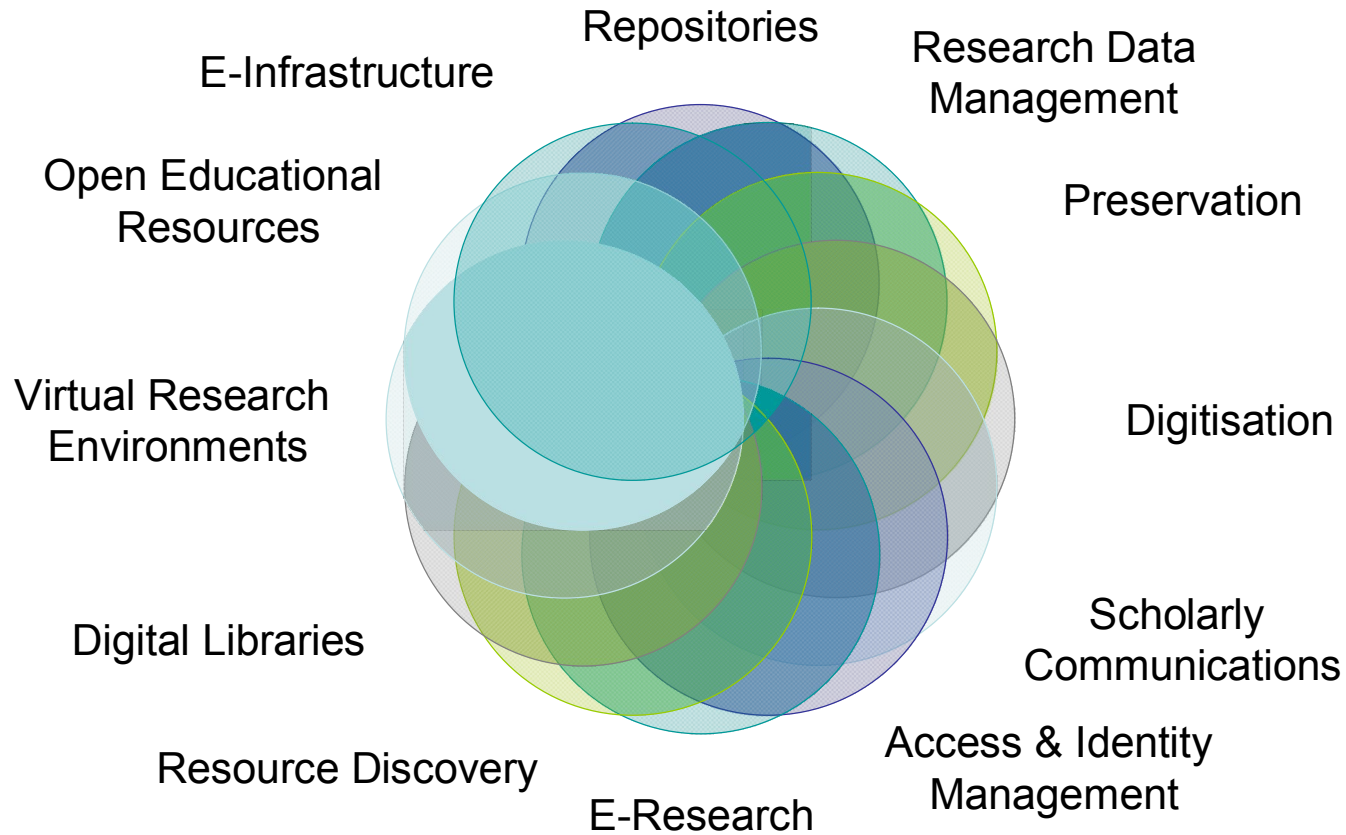 Repositories
Research Data
Management
Preservation
Digitisation
Scholarly
Communications
Access & Identity
Management
E-Research
Resource Discovery
Digital Libraries
Virtual Research
Environments
Open Educational
Resources
E-Infrastructure